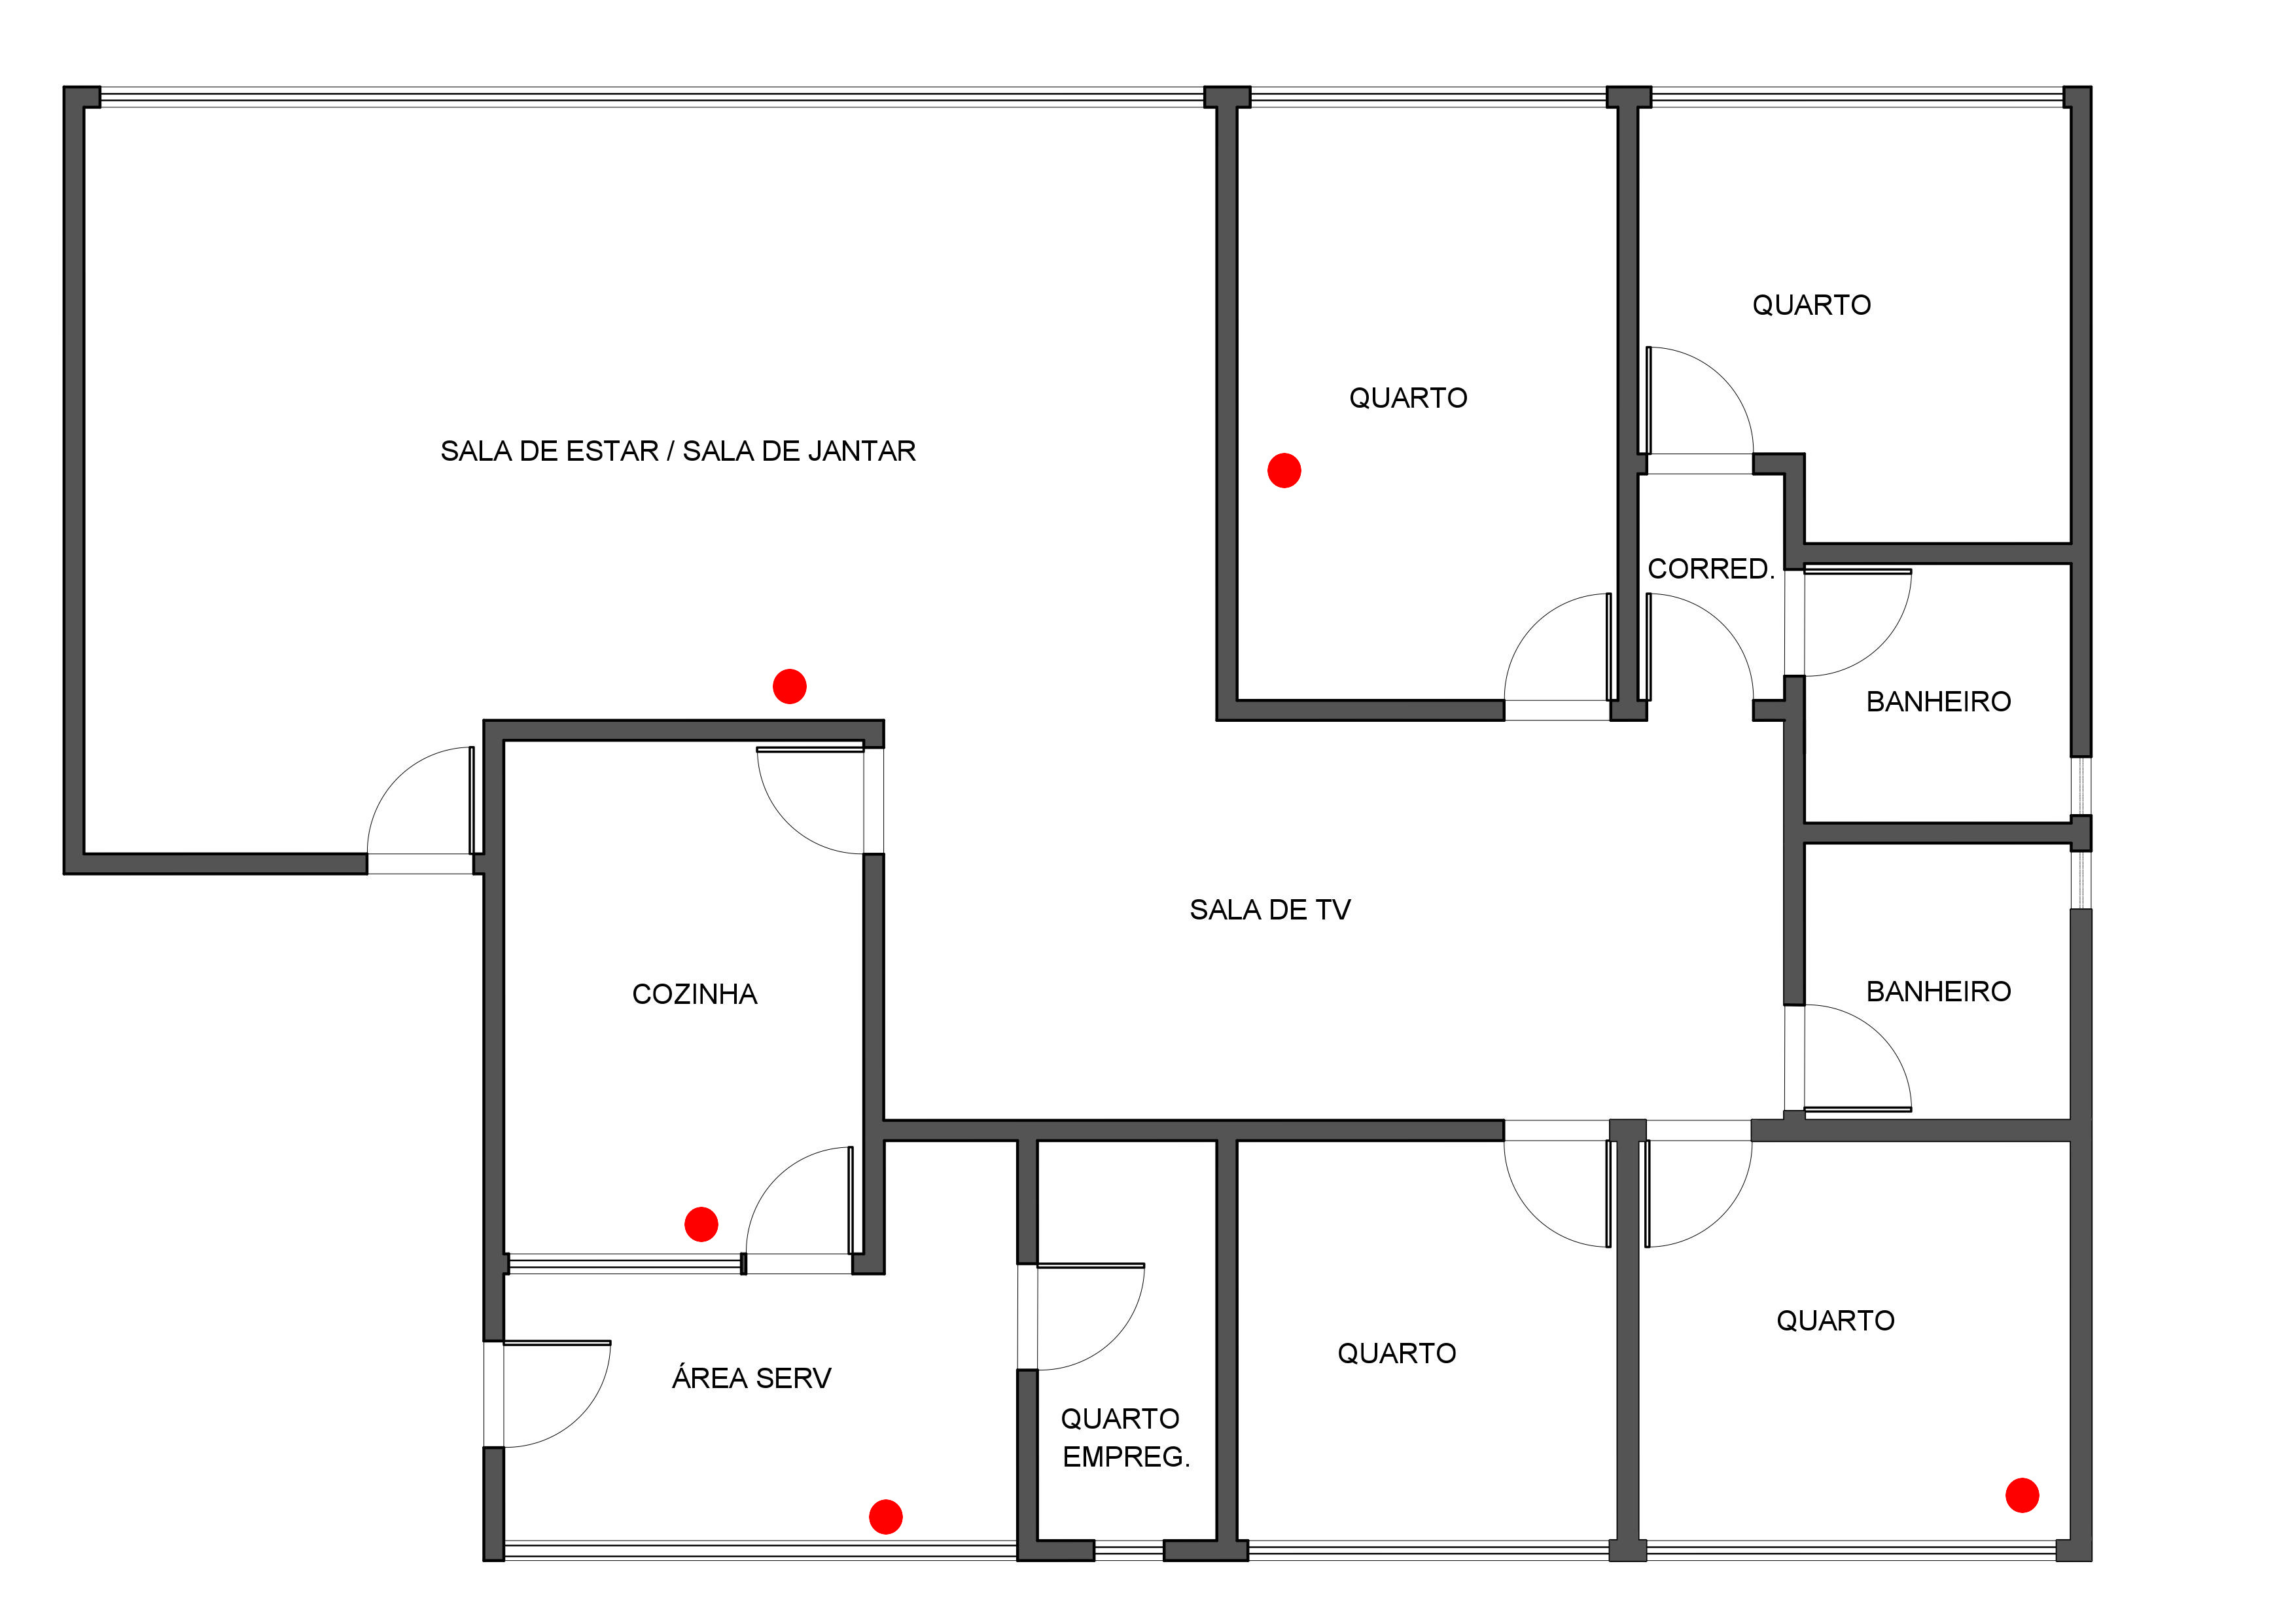 QUARTO
QUARTO
SALA DE ESTAR / SALA DE JANTAR
CORRED.
BANHEIRO
SALA DE TV
COZINHA
BANHEIRO
QUARTO
QUARTO
ÁREA SERV
QUARTO
EMPREG.